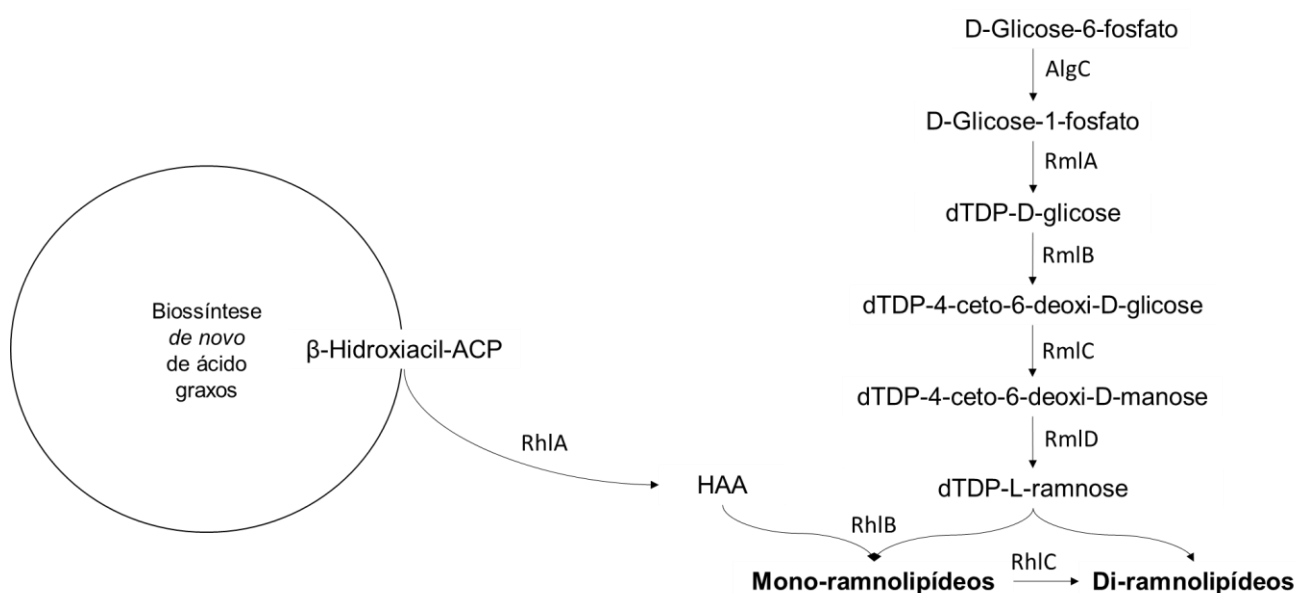 D-Glicose-6-fosfato
AlgC
D-Glicose-1-fosfato
RmlA
dTDP-D-glicose
RmlB
dTDP-4-ceto-6-deoxi-D-glicose
RmlC
dTDP-4-ceto-6-deoxi-D-manose
RmlD
dTDP-L-ramnose
Biossíntese
de novo
de ácido
graxos
β-Hidroxiacil-ACP
RhlA
HAA
RhlB
Mono-ramnolipídeos
RhlC
Di-ramnolipídeos